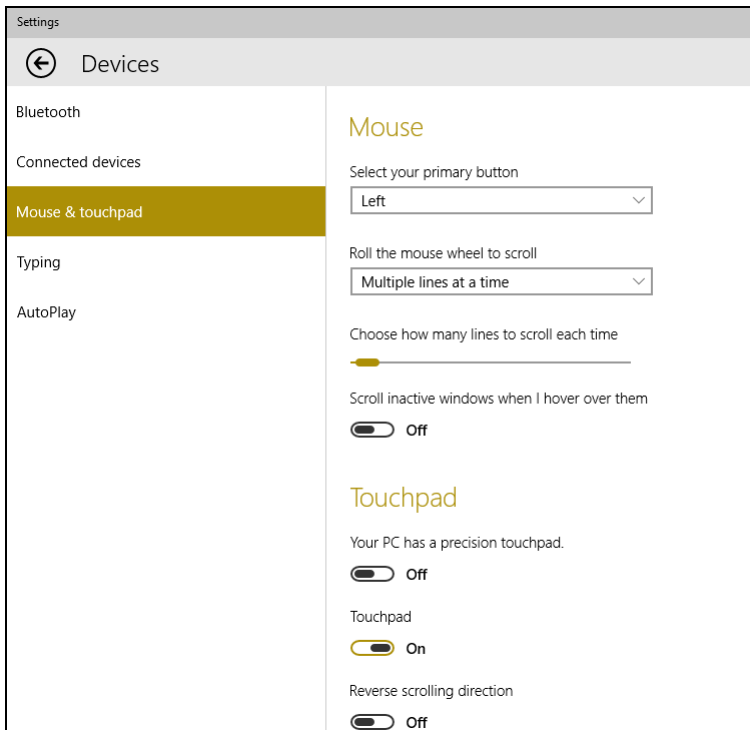 Settings
Devices
Bluetooth
Connected devices
Mouse & touchpad
Typing
AutoPlay
Mouse
Select your primary button
Left
Roll the mouse wheel to scroll
Multiple lines at a time
Choose how many lines to scroll each time
Scroll inactive windows when I hover over them
Off
Touchpad
Your PC has a precision touchpad.
Off
Touchpad
On
Reverse scrolling direction
Off